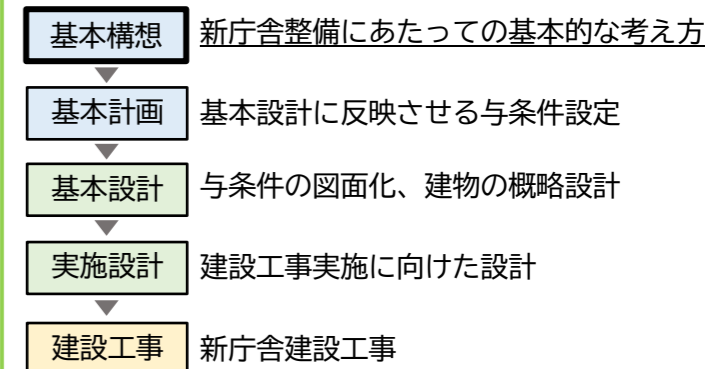 基本構想 新庁舎整備にあたっての基本的な考え方
基本計画 基本設計に反映させる与条件設定
基本設計 与条件の図面化、建物の概略設計
実施設計 建設工事実施に向けた設計
建設工事 新庁舎建設工事